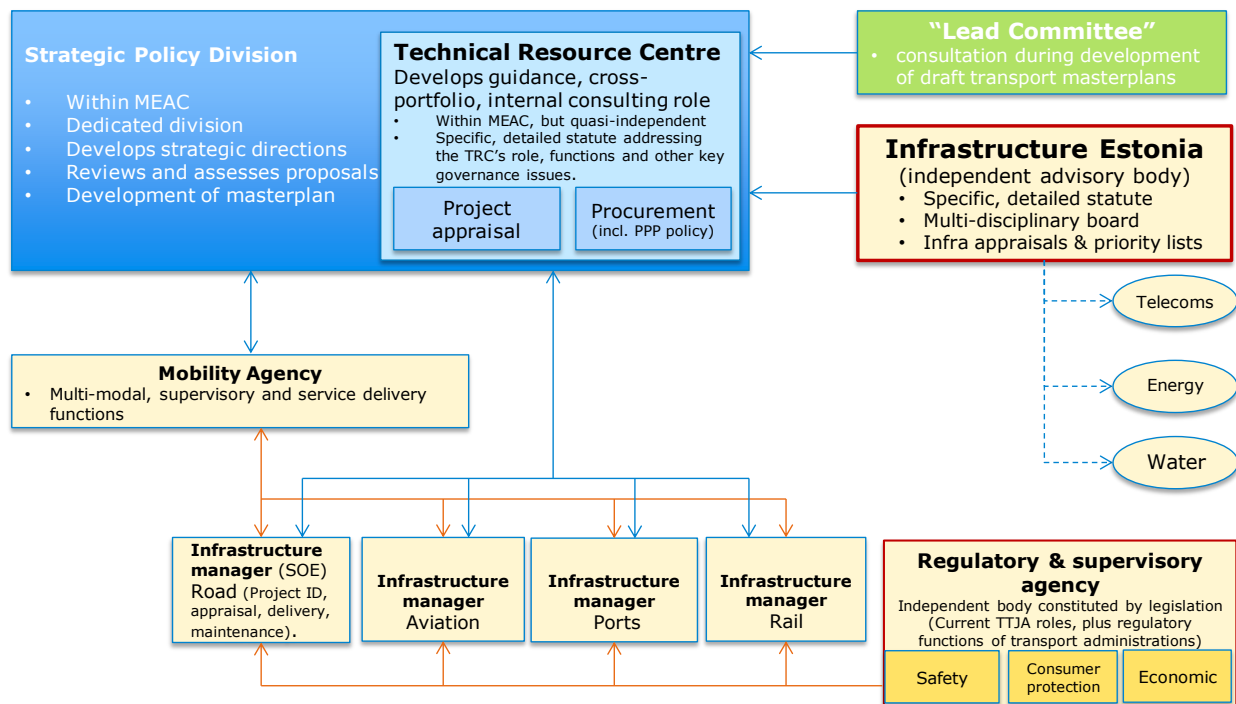 Strategic Policy Division
• Within MEAC
• Dedicated division
• Develops strategic directions
• Reviews and assesses proposals
• Development of masterplan
Technical Resource Centre
Develops guidance, cross-
portfolio, internal consulting role
• Within MEAC, but quasi-independent
• Specific, detailed statute addressing
the TRC’s role, functions and other key
governance issues.
Project
appraisal
Procurement
(incl. PPP policy)
“Lead Committee”
• consultation during development
of draft transport masterplans
Infrastructure Estonia
(independent advisory body)
• Specific, detailed statute
• Multi-disciplinary board
• Infra appraisals & priority lists
Telecoms
Energy
Water
Mobility Agency
• Multi-modal, supervisory and service delivery
functions
Infrastructure
manager (SOE)
Road (Project ID,
appraisal, delivery,
maintenance).
Infrastructure
manager
Aviation
Infrastructure
manager
Ports
Infrastructure
manager
Rail
Regulatory & supervisory
agency
Independent body constituted by legislation
(Current TTJA roles, plus regulatory
functions of transport administrations)
Safety
Consumer
protection
Economic